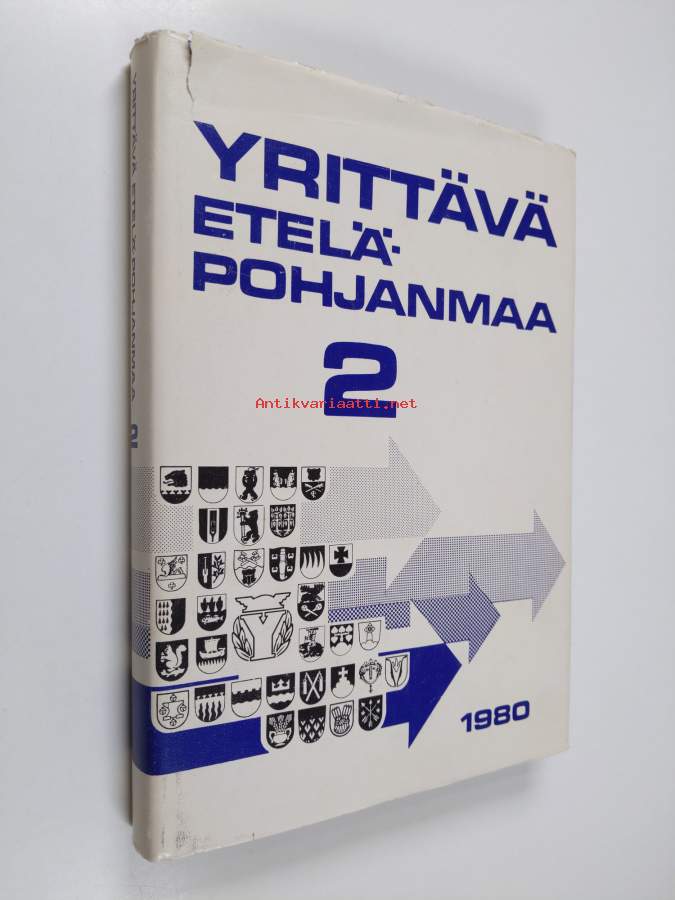 YRITTÄVÄ
ETELÄ-
POHJANMAA
2
Antikvariaatti.net
1980
YRITTÄVÄ ETELÄ-POHJANMAA 2